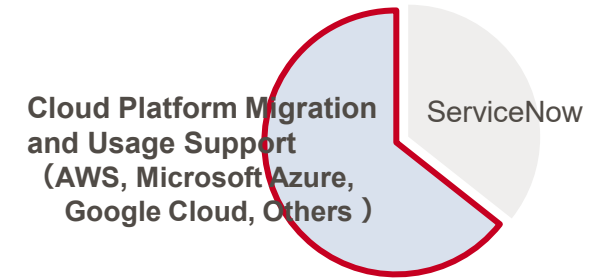 Cloud Platform Migration
and Usage Support
（AWS, Microsoft Azure,
Google Cloud, Others ）
ServiceNow